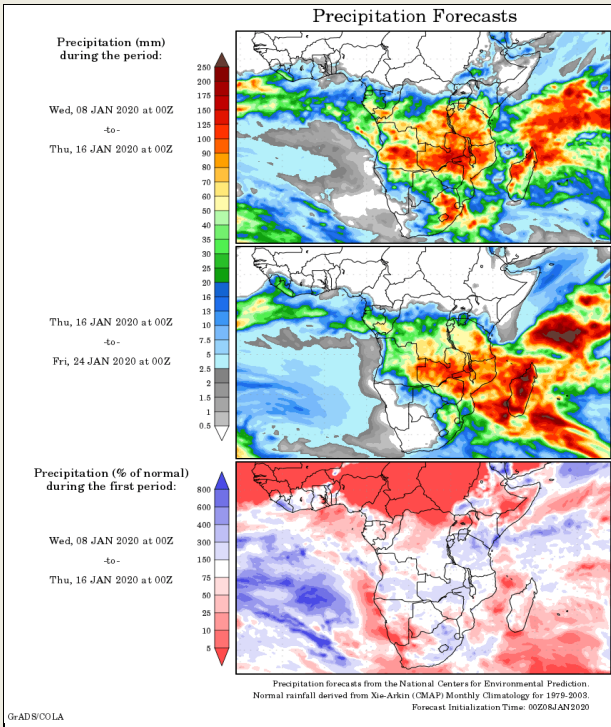 Precipitation Forecasts
Precipitation (mm)
during the period:
Wed, 08 JAN 2020 at 00Z
-to-
Thu, 16 JAN 2020 at 00Z
250
200
175
150
125
100
90
80
70
60
50
40
35
30
25
20
16
13
10
7.5
5
2.5
2
1.5
1
0.5
Thu, 16 JAN 2020 at 00Z
-to-
Fri, 24 JAN 2020 at 00Z
Precipitation (% of normal)
during the first period:
Wed, 08 JAN 2020 at 00Z
-to-
Thu, 16 JAN 2020 at 00Z
800
600
400
300
150
75
50
25
10
5
Precipitation forecasts from the National Centers for Environmental Prediction.
Normal rainfall derived from Xie-Arkin (CMAP) Monthly Climatology for 1979-2003.
Forecast Initialization Time: 00Z08JAN2020
GrADS/COLA